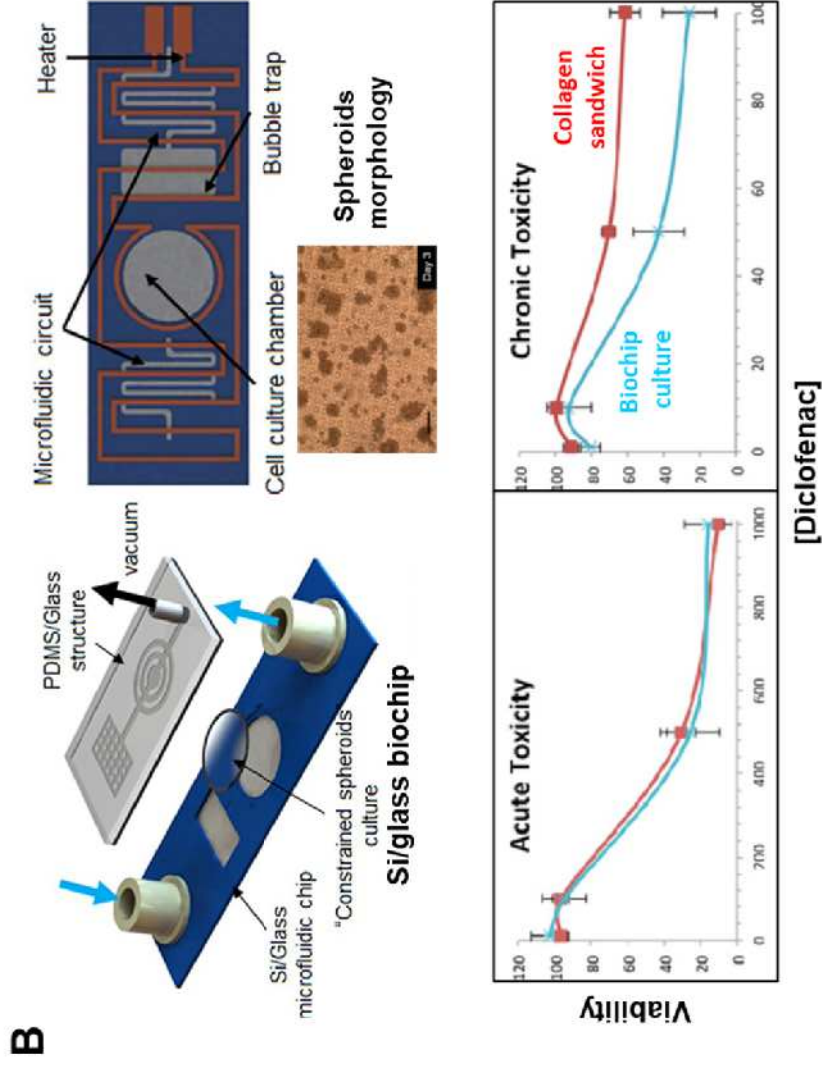 B
PDMS/Glass
structure
vacuum
Si/Glass
microfluidic chip
"Constrained spheroids
culture
Si/glass biochip
Microfluidic circuit
Heater
Cell culture chamber
Bubble trap
Day 3
Spheroids
morphology
Viability
Acute Toxicity
120
100
80
60
40
20
0
0
200
400
600
800
1000
Chronic Toxicity
Collagen
sandwich
Biochip
culture
120
100
80
60
40
20
0
0
20
40
60
80
100
[Diclofenac]